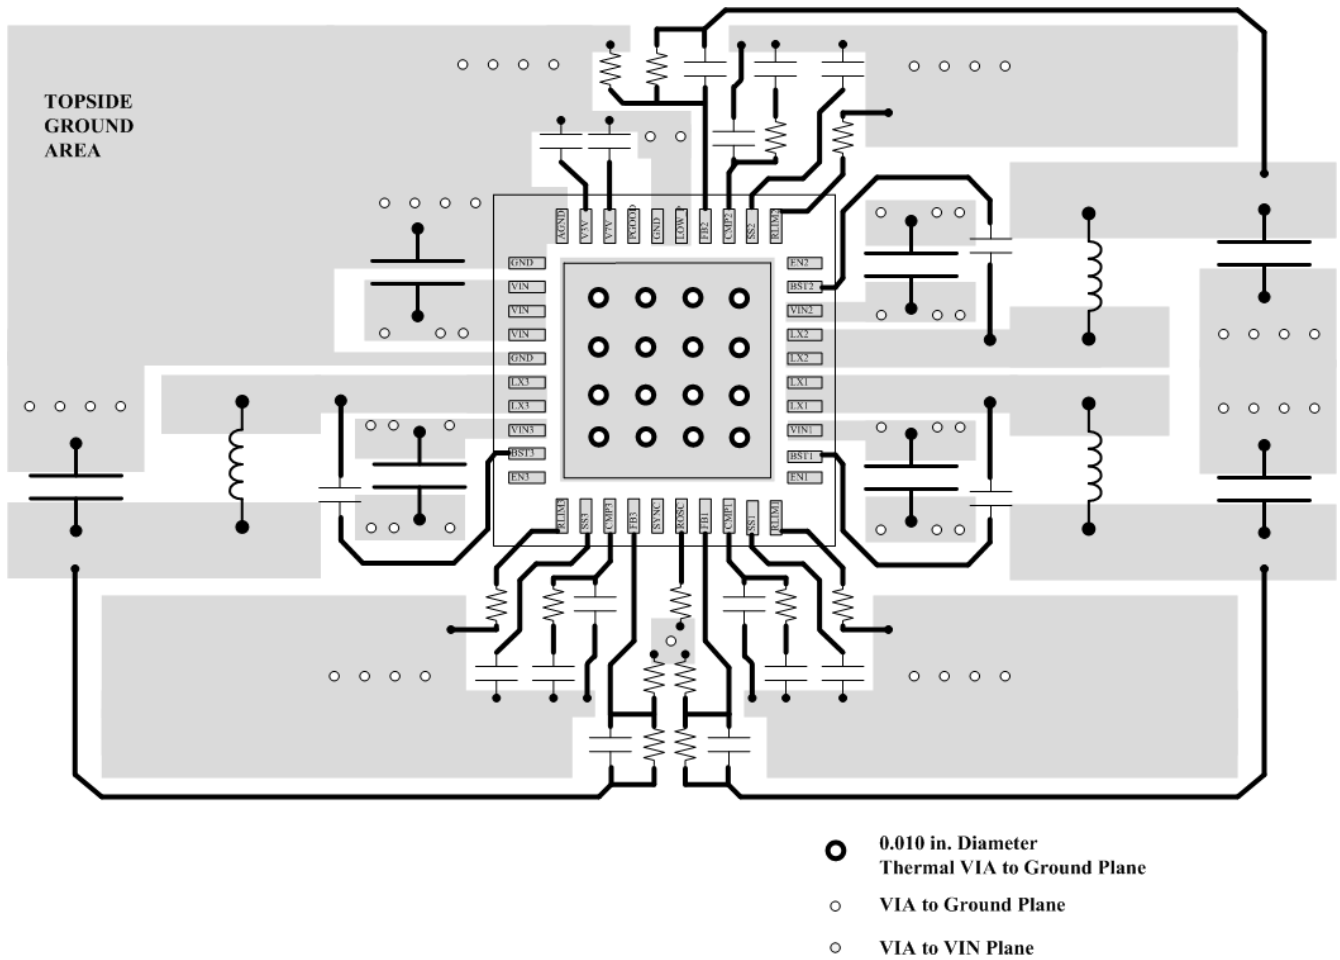 TOPSIDE
GROUND
AREA
AGND
V3V
V7V
PGOOD
GND
LOW_P
FB2
CMP2
SS2
RLIM2
GND
VIN
VIN
VIN
GND
LX3
LX3
VIN3
BST3
EN3
EN2
BST2
VIN2
LX2
LX2
LX1
LX1
VIN1
BST1
EN1
RLIM3
SS3
CMP3
FB3
SYNC
ROSC
FB1
CMP1
SS1
RLIM1
0.010 in. Diameter
Thermal VIA to Ground Plane
VIA to Ground Plane
VIA to VIN Plane